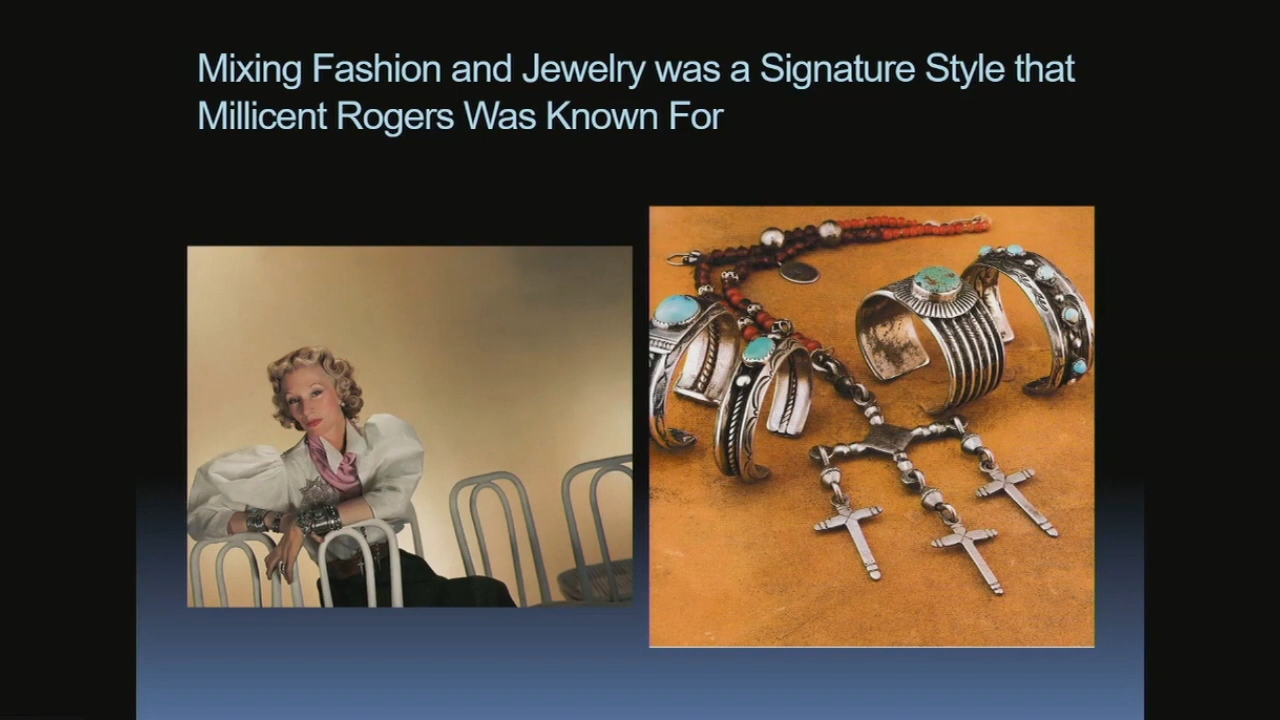 Mixing Fashion and Jewelry was a Signature Style that
Millicent Rogers Was Known For